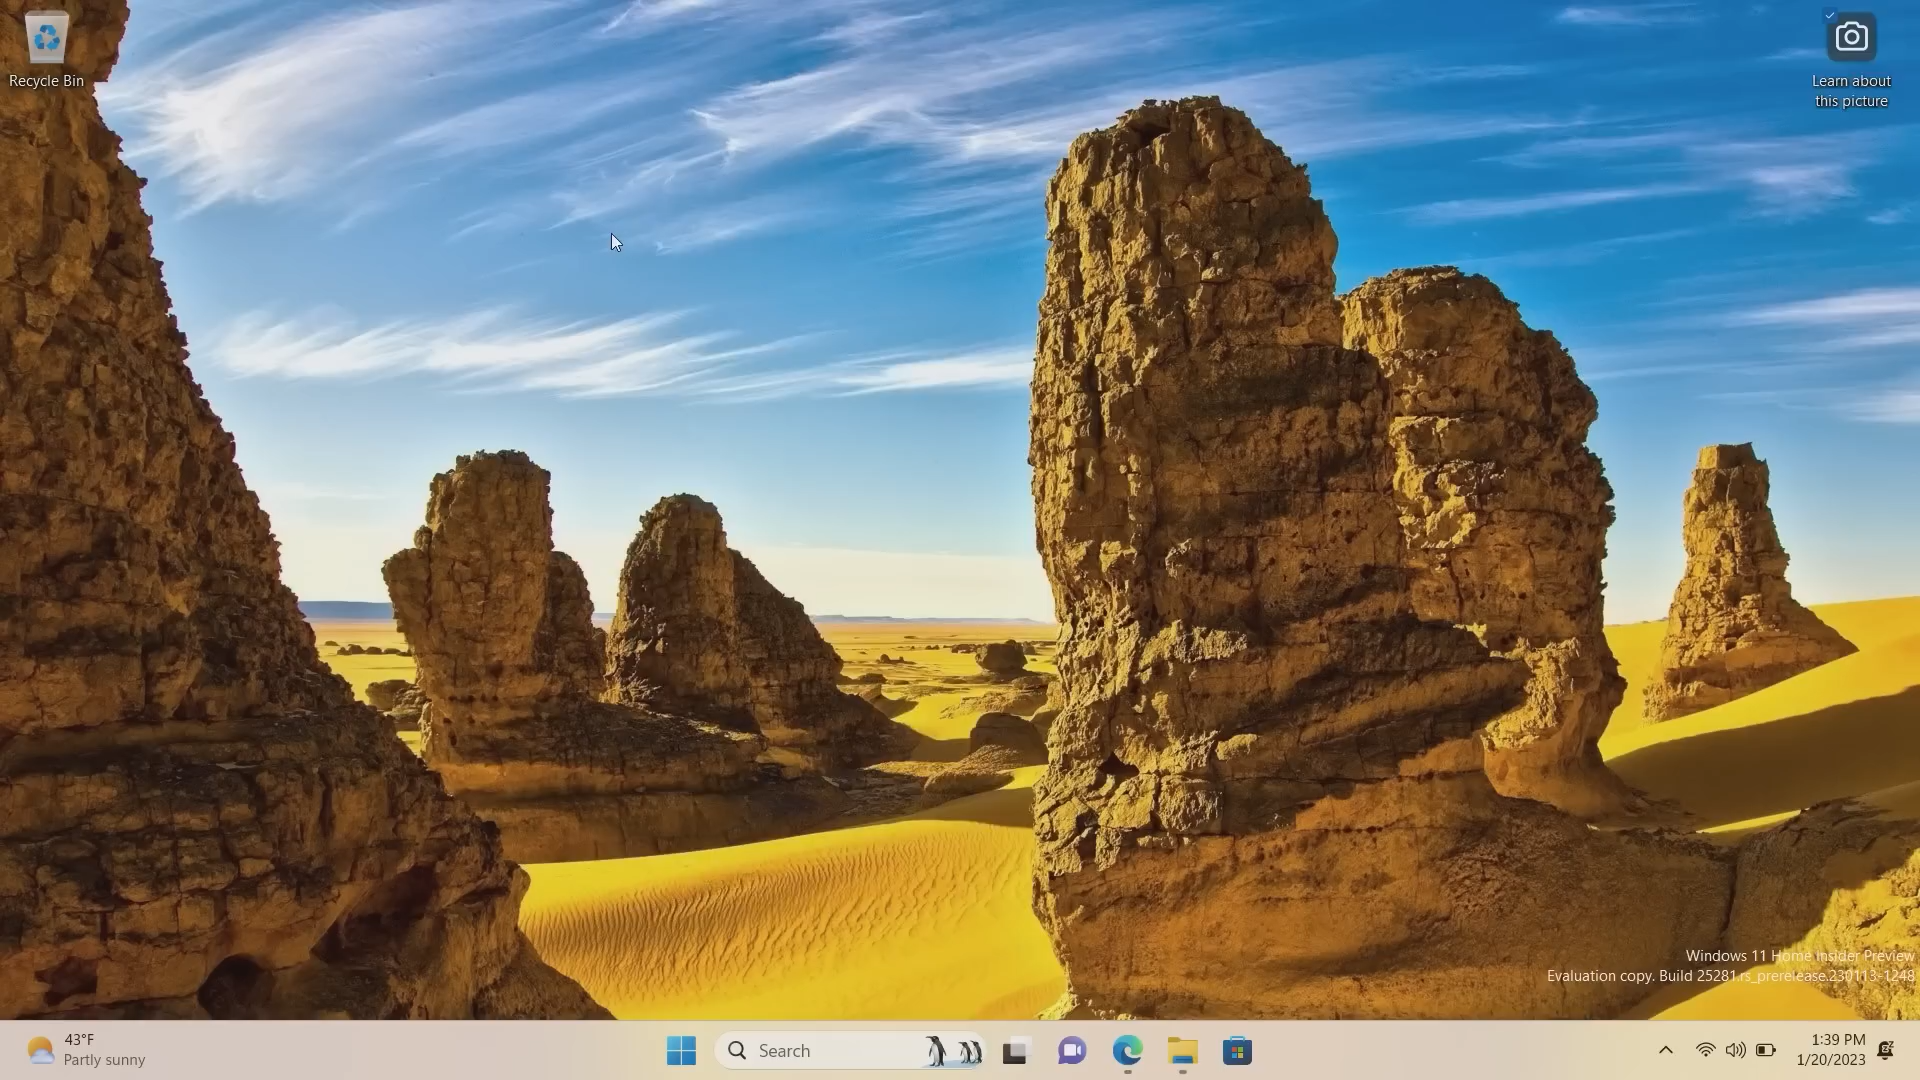 Recycle Bin
Learn about
this picture
Windows 11 Home Insider Preview
Evaluation copy. Build 25281.rs_prerelease.230113-1248
43°F
Partly sunny
Search
1:39 PM
1/20/2023